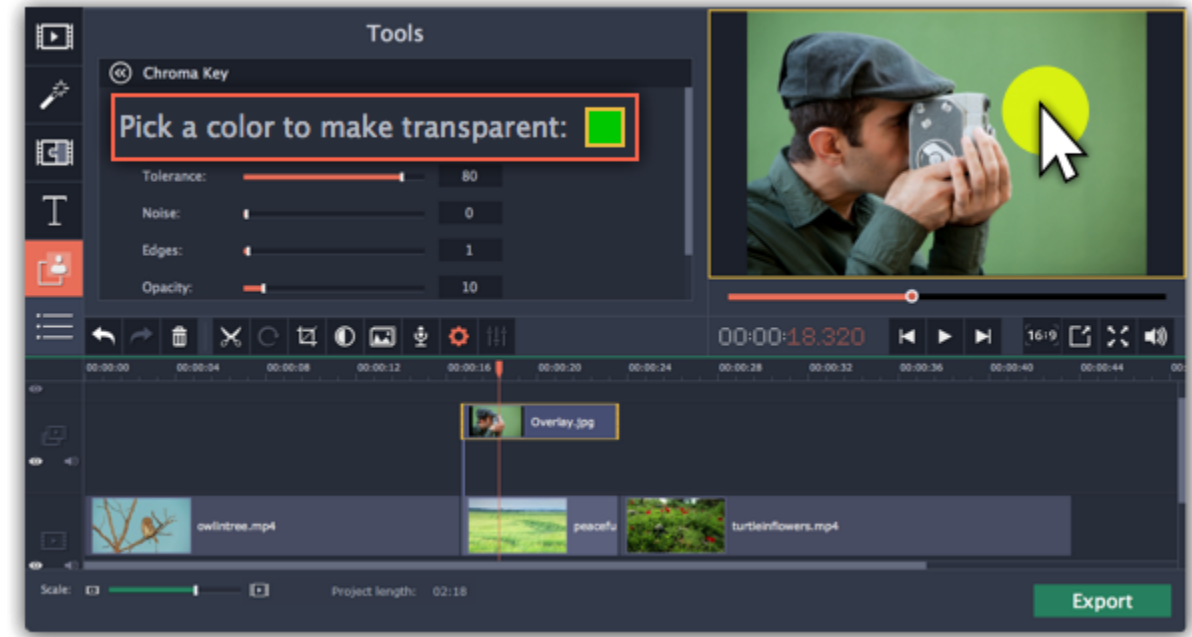 Tools
Chroma Key
Pick a color to make transparent:
Tolerance: 80
Noise: 0
Edges: 1
Opacity: 10
T
00:00:18.320
16:9
00:00:00 00:00:04 00:00:08 00:00:12 00:00:16 00:00:20 00:00:24 00:00:28 00:00:32 00:00:36 00:00:40 00:00:44 00:
Overlay.jpg
owlintree.mp4
peacefu
turtleinflowers.mp4
Scale:
Project length: 02:18
Export